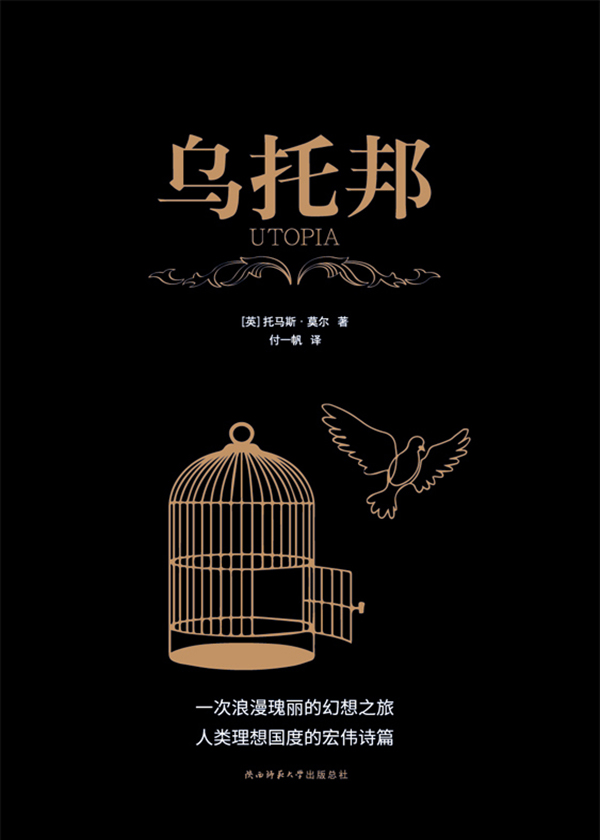 乌托邦
UTOPIA
[英] 托马斯·莫尔 著
付一帆 译
一次浪漫瑰丽的幻想之旅
人类理想国度的宏伟诗篇
陕西师范大学出版总社